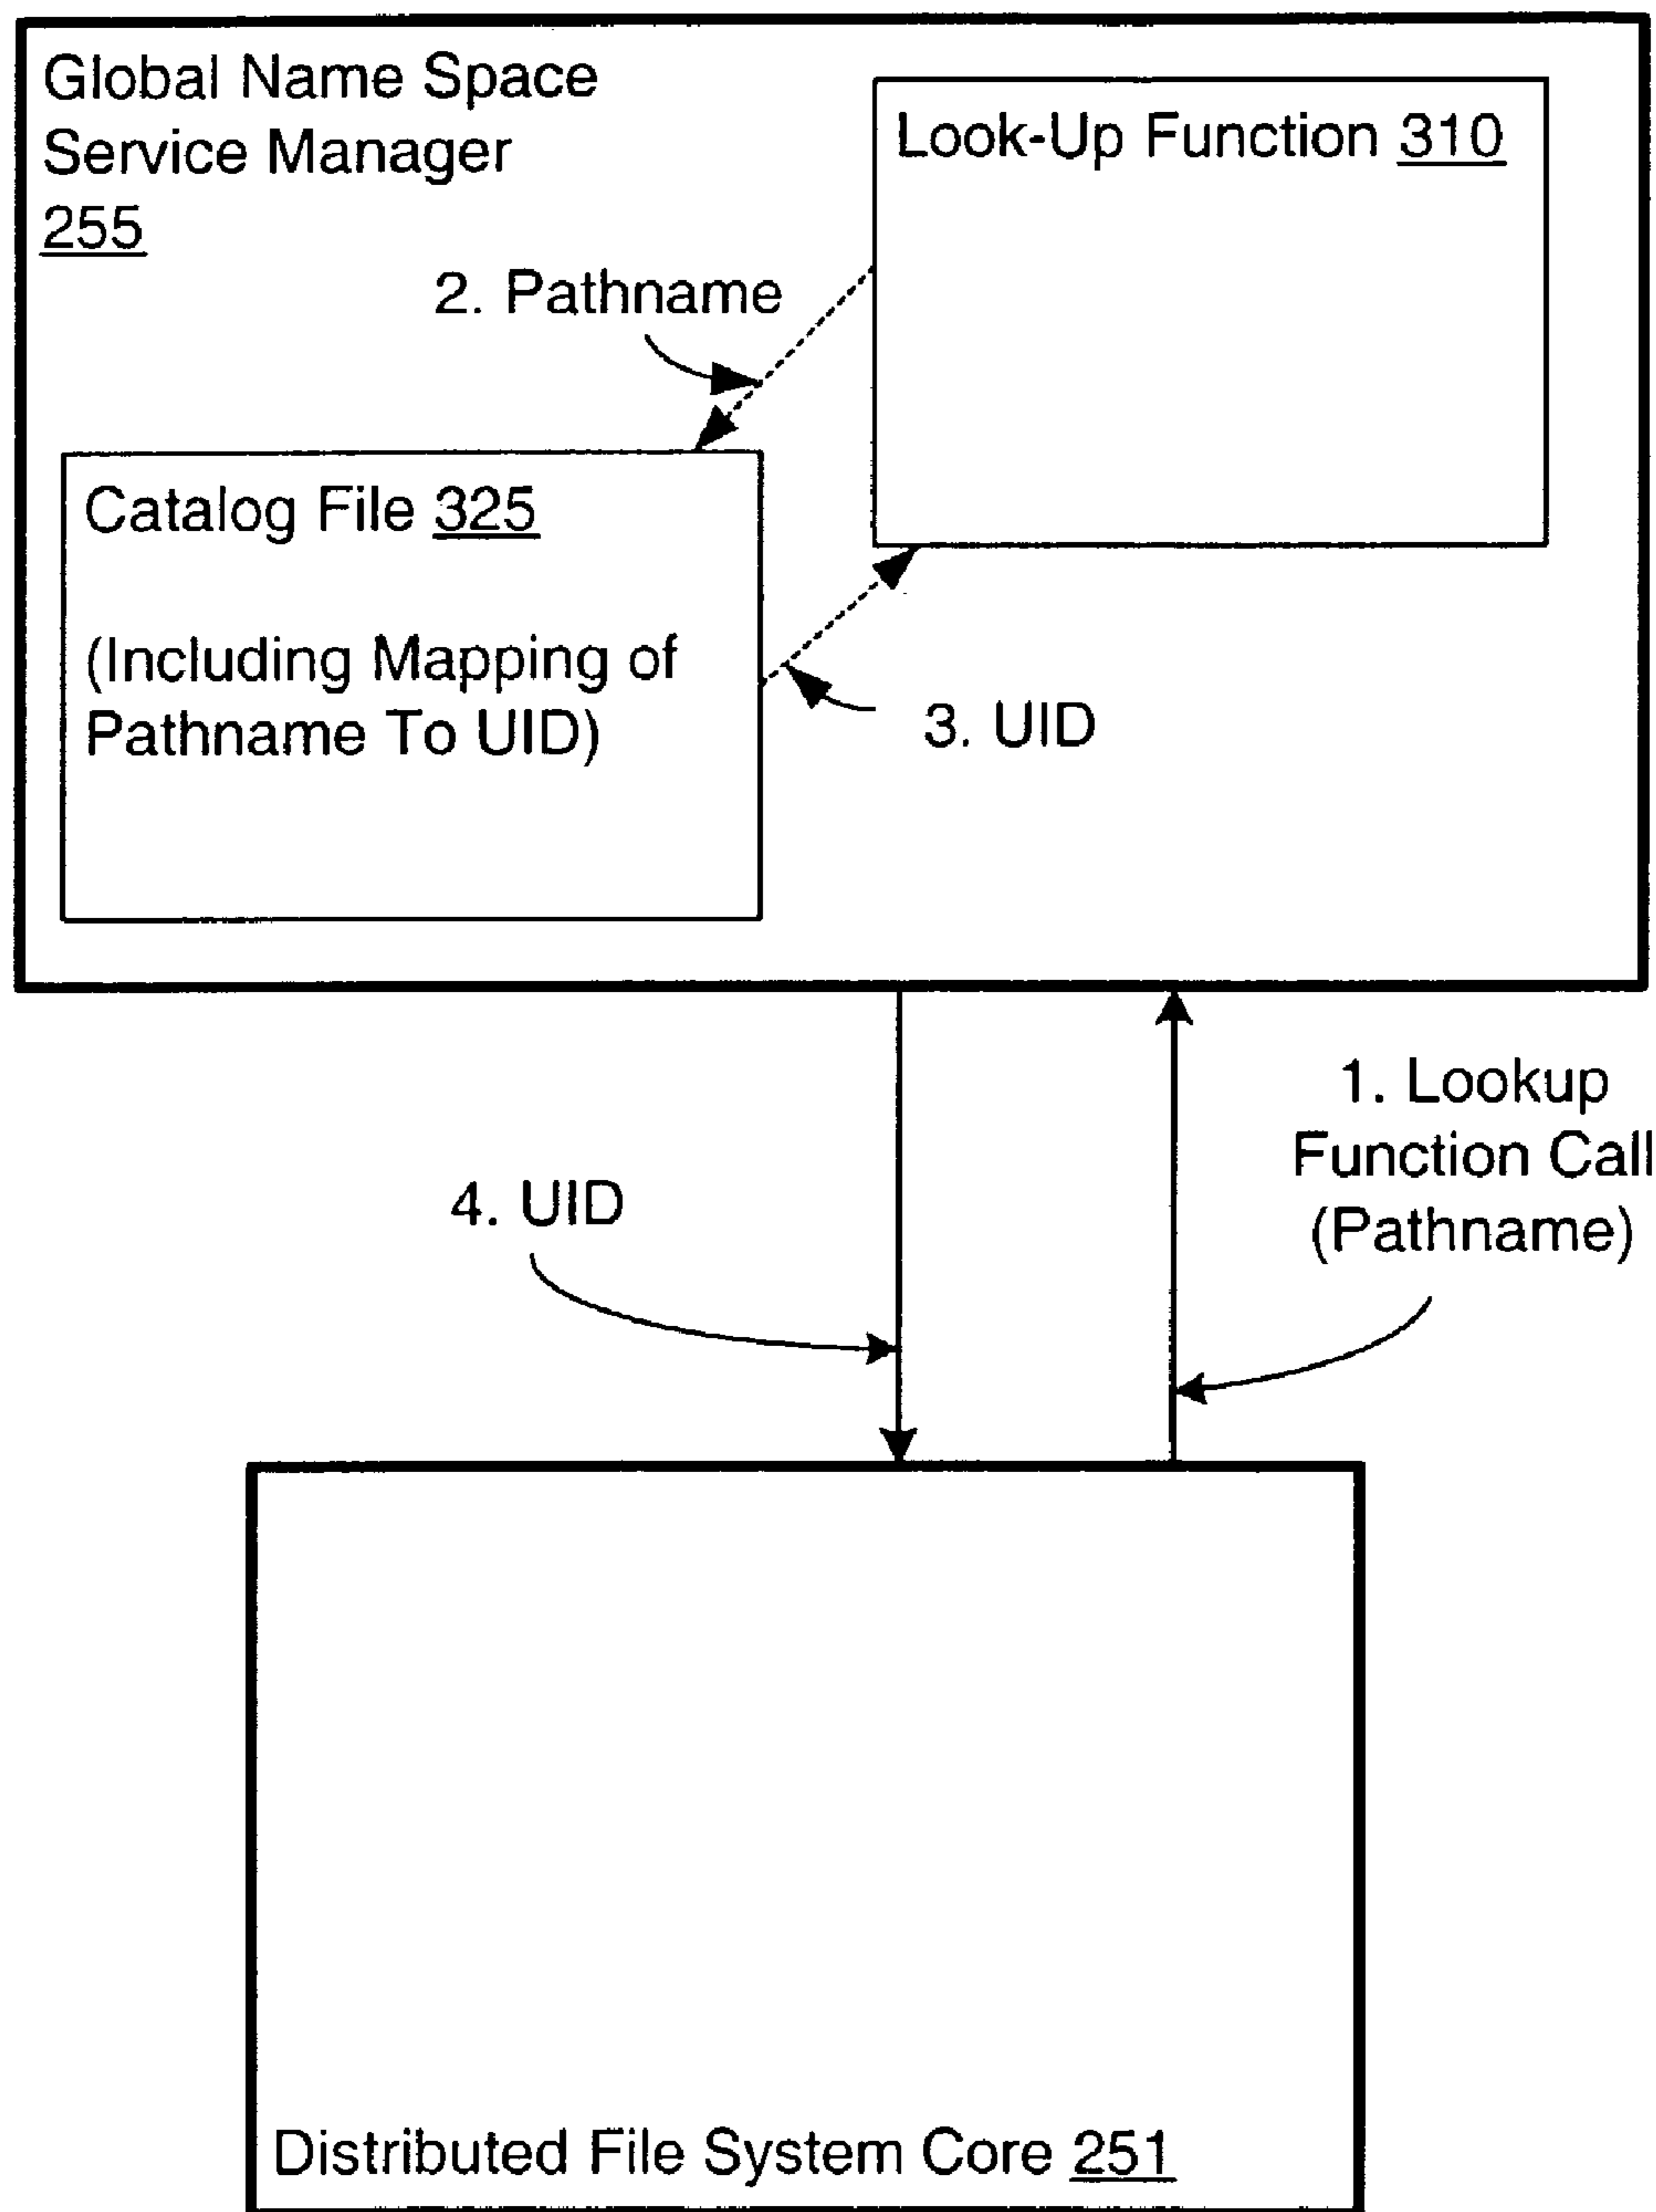 Global Name Space
Service Manager
255
Look-Up Function 310
2. Pathname
Catalog File 325
(Including Mapping of
Pathname To UID)
3. UID
1. Lookup
Function Call
(Pathname)
4. UID
Distributed File System Core 251